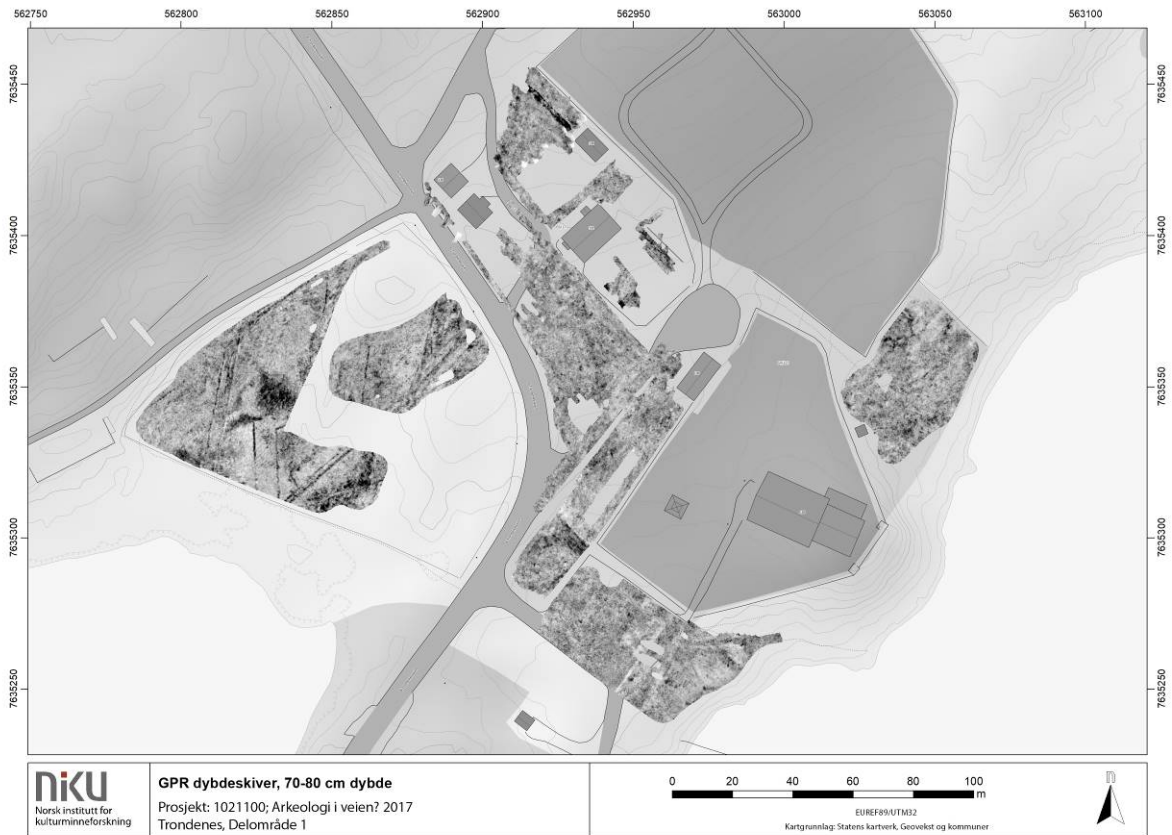 562750 562800 562850 562900 562950 563000 563050 563100
7635450 7635450
7635400 7635400
7635350 7635350
7635300 7635300
7635250 7635250
niku
Norsk institutt for
kulturminneforskning
GPR dybdeskiver, 70-80 cm dybde
Prosjekt: 1021100; Arkeologi i veien? 2017
Trondenes, Delområde 1
0 20 40 60 80 100
m
EUREF89/UTM32
Kartgrunnlag: Statens kartverk, Geovekst og kommuner
n